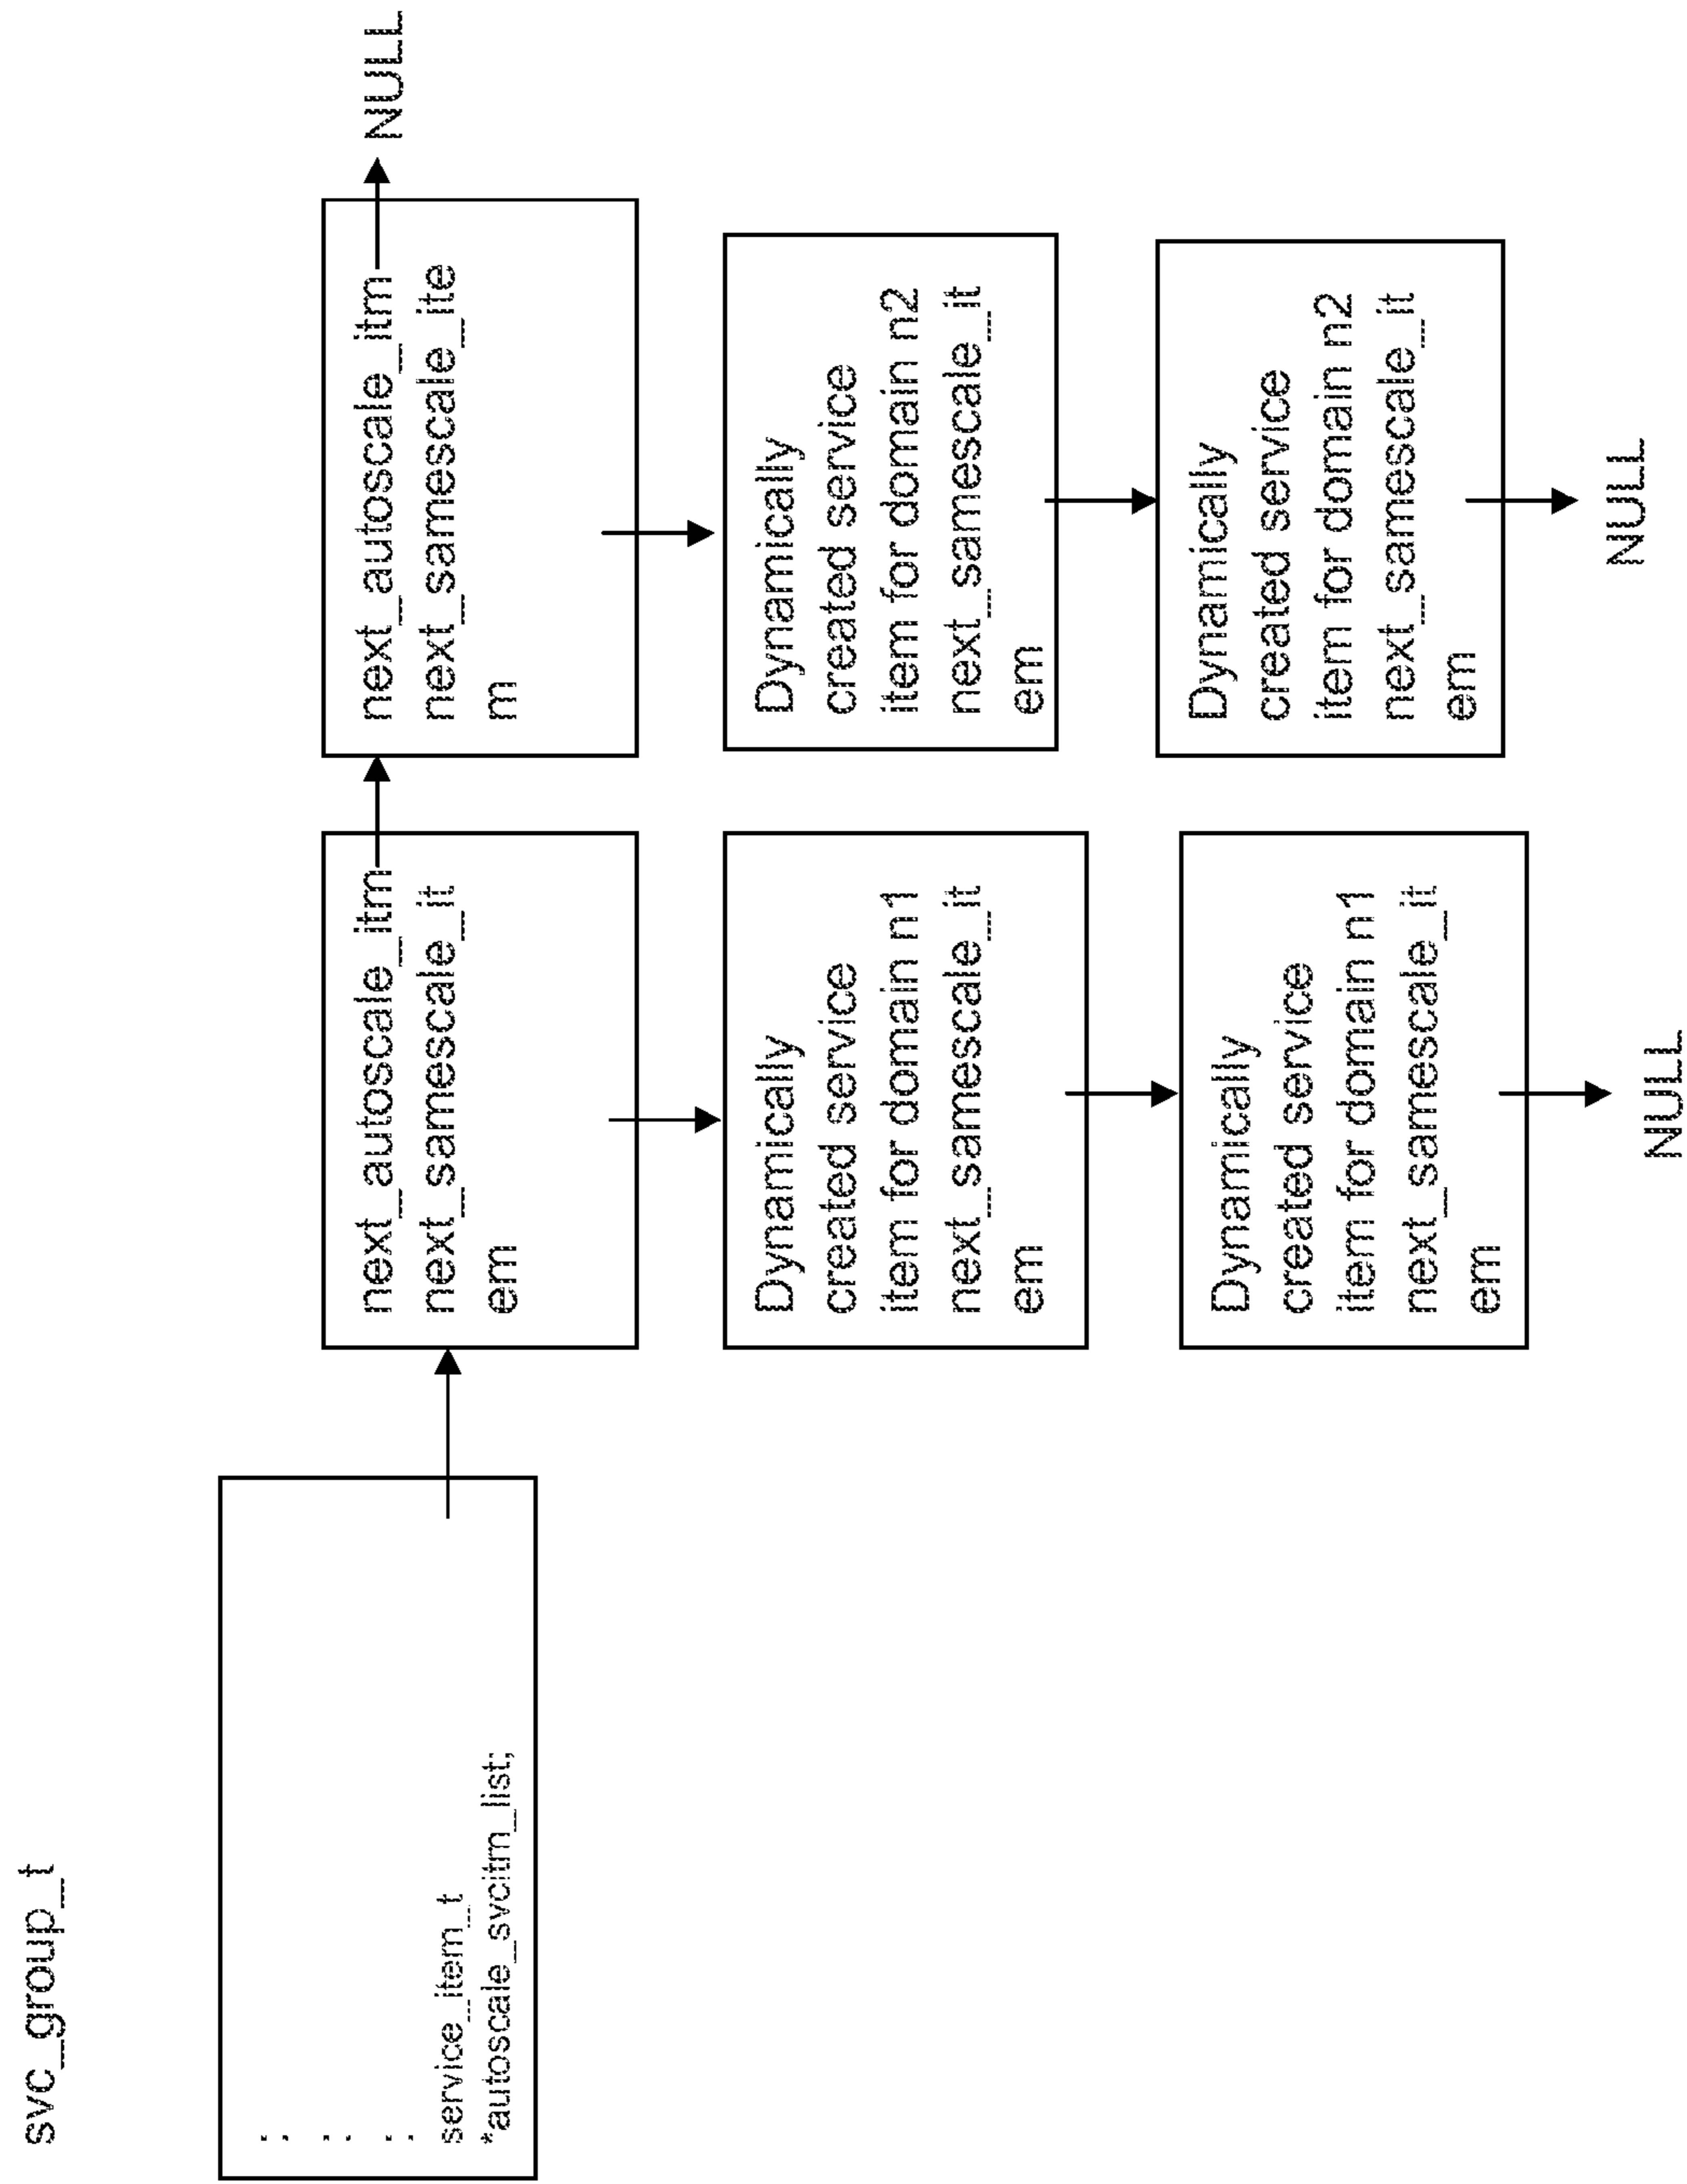 svc_group_t
:
:
:
service_item_t
*autoscale_svcitm_list;
next_autoscale_itm
next_samescale_it
em
next_autoscale_itm
next_samescale_ite
m
NULL
Dynamically
created service
item for domain n1
next_samescale_it
em
Dynamically
created service
item for domain n2
next_samescale_it
em
Dynamically
created service
item for domain n1
next_samescale_it
em
Dynamically
created service
item for domain n2
next_samescale_it
em
NULL
NULL